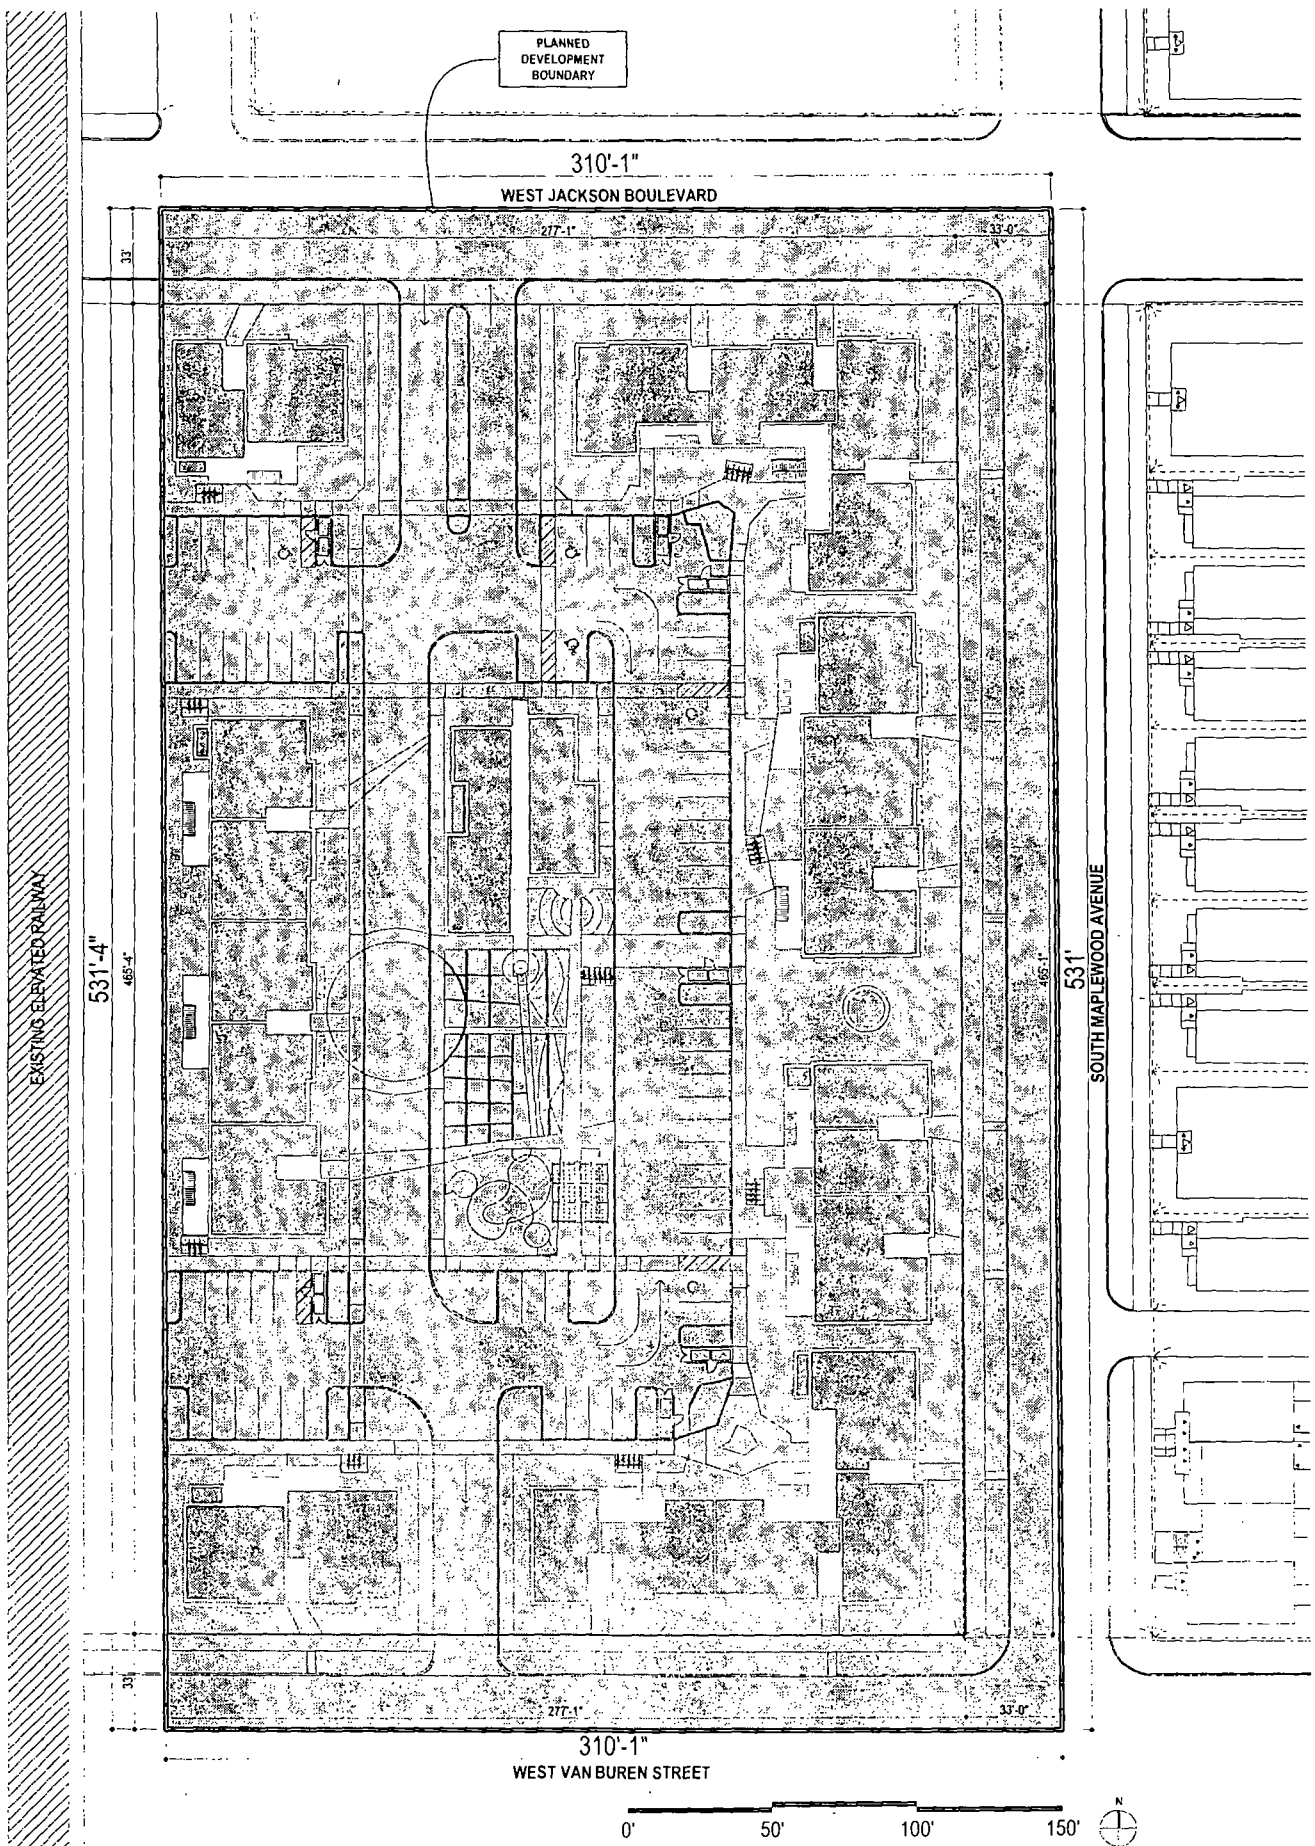 PLANNED
DEVELOPMENT
BOUNDARY
310'-1"
WEST JACKSON BOULEVARD
277'-1"
33'-0"
33'
EXISTING ELEVATED RAILWAY
531'-4"
465'-4"
465'-1"
531'
SOUTH MAPLEWOOD AVENUE
33'
277'-1"
33'-0"
310'-1"
WEST VAN BUREN STREET
N
0'
50'
100'
150'